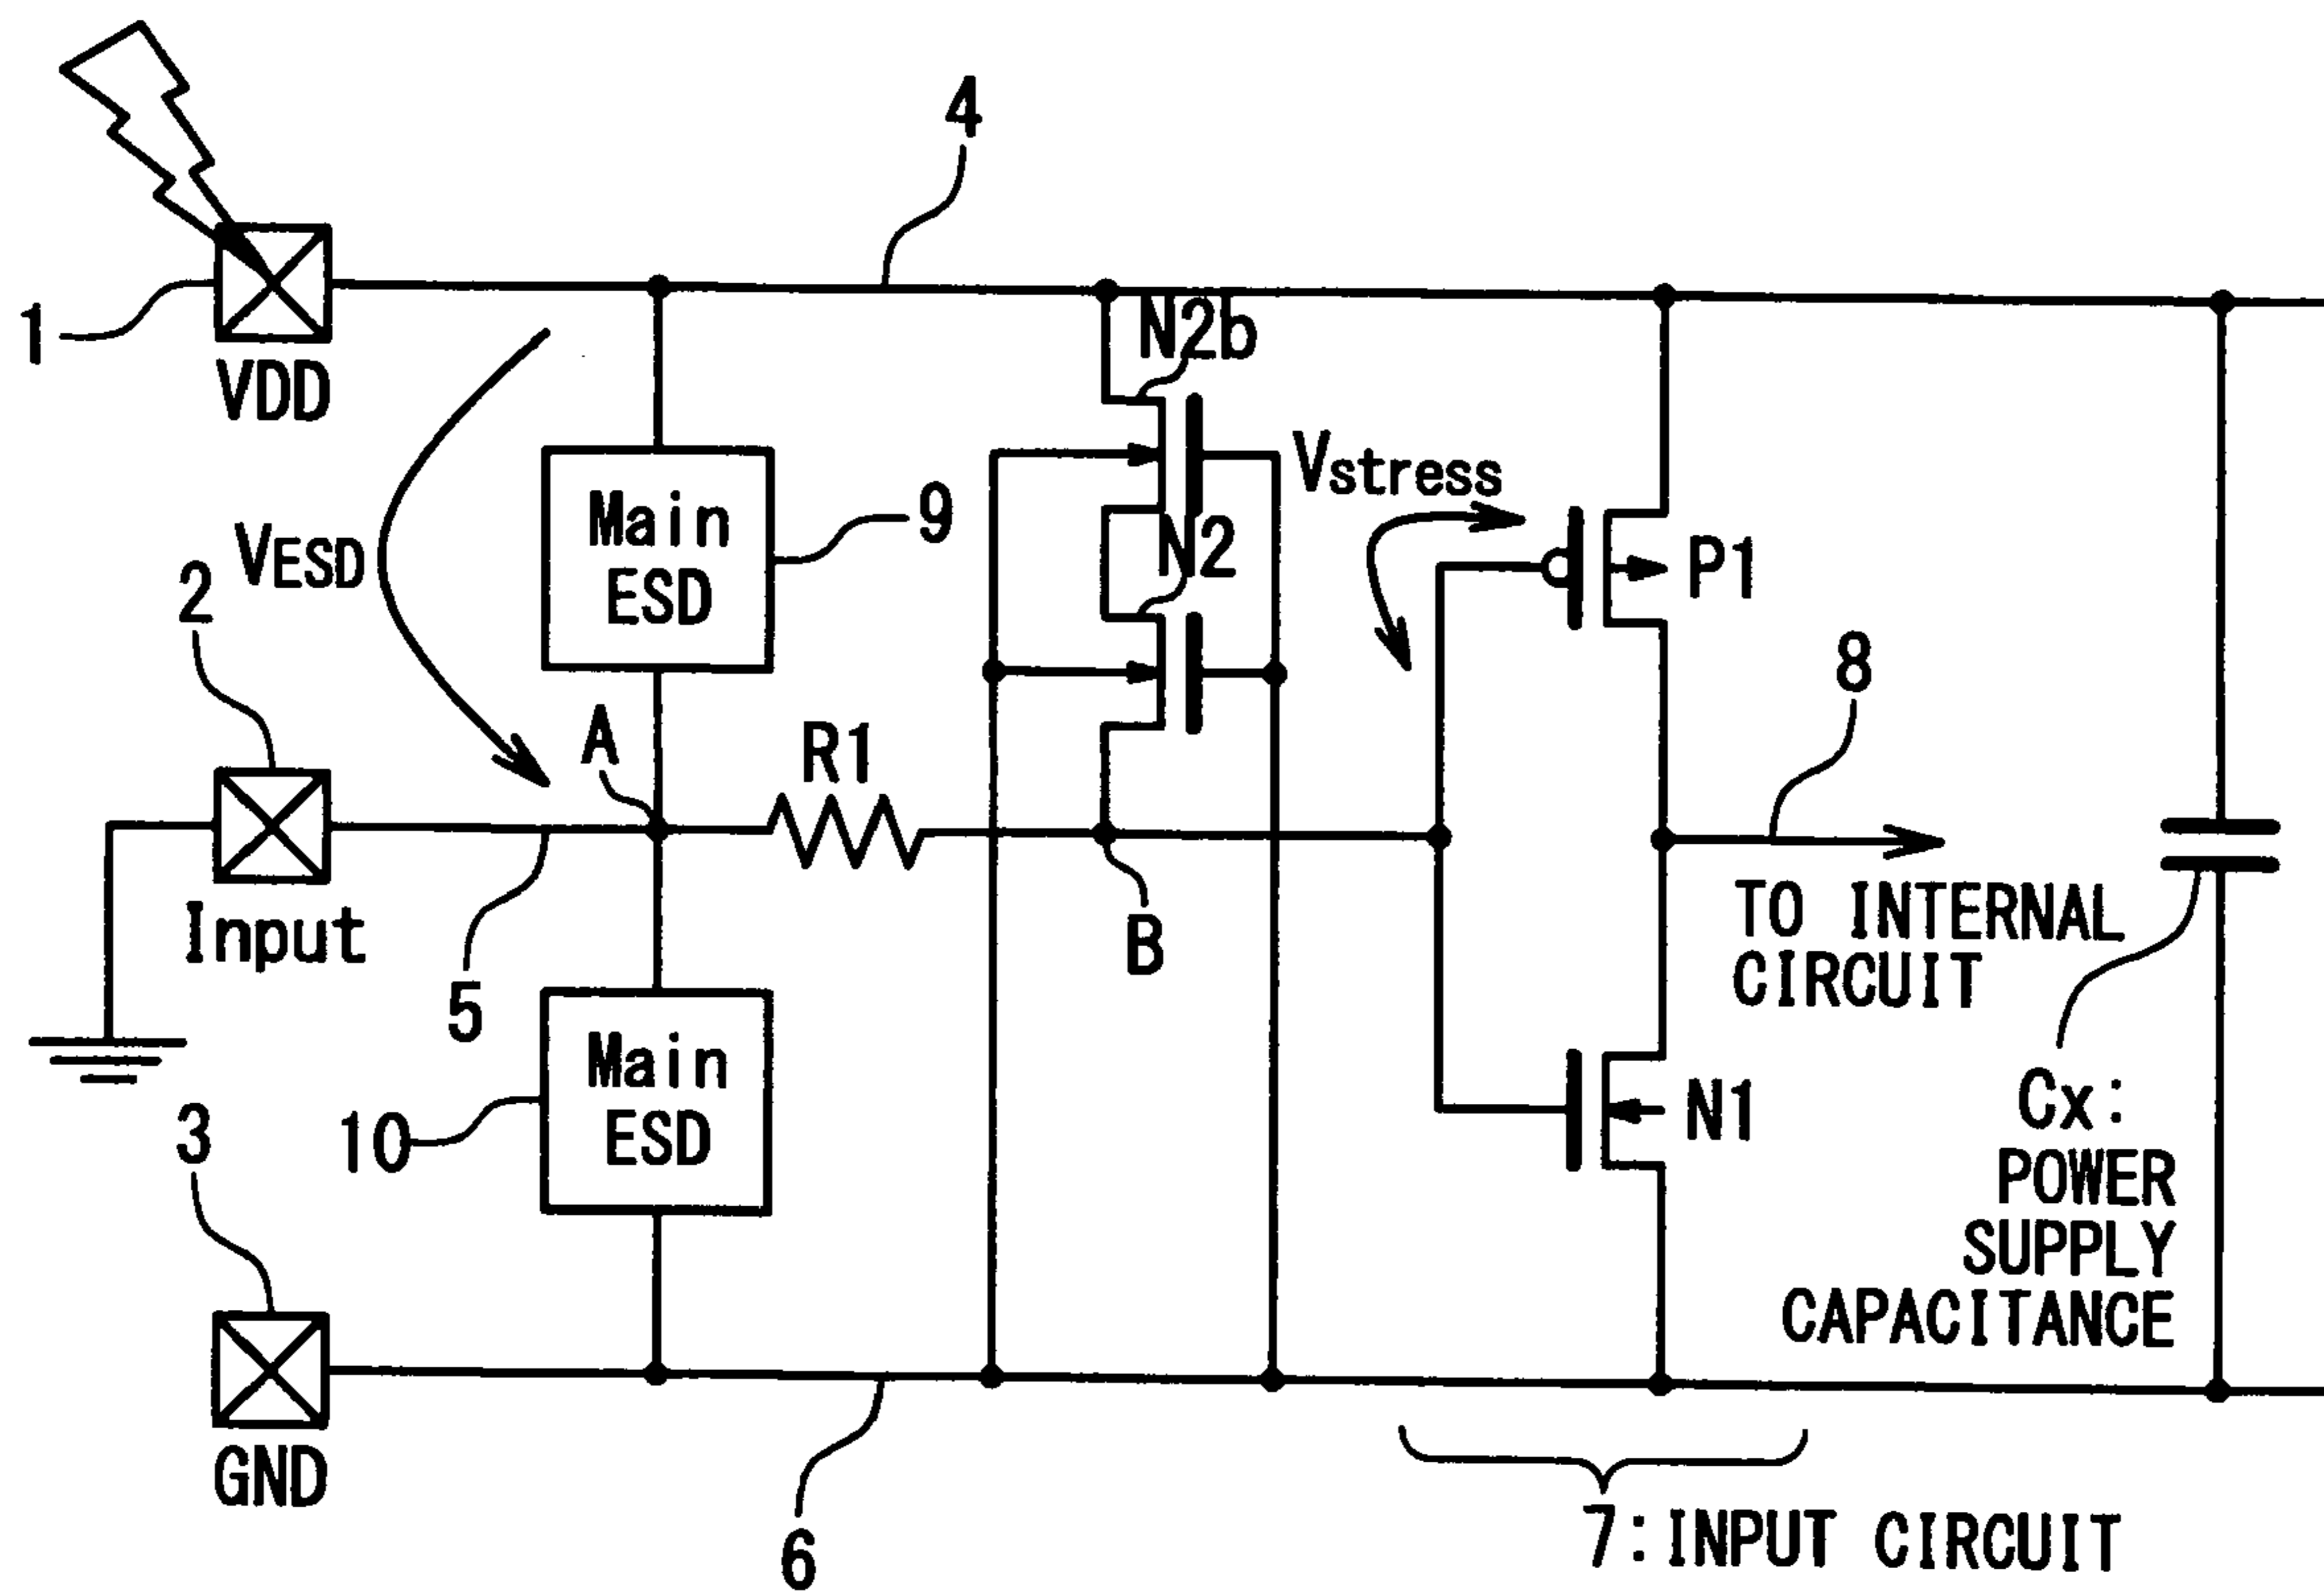 4
1
VDD
N2b
Vstress
Main
ESD
9
N2
P1
VESD
2
A
R1
8
Input
5
B
TO INTERNAL
CIRCUIT
Main
ESD
10
3
N1
Cx:
POWER
SUPPLY
CAPACITANCE
GND
6
7:INPUT CIRCUIT